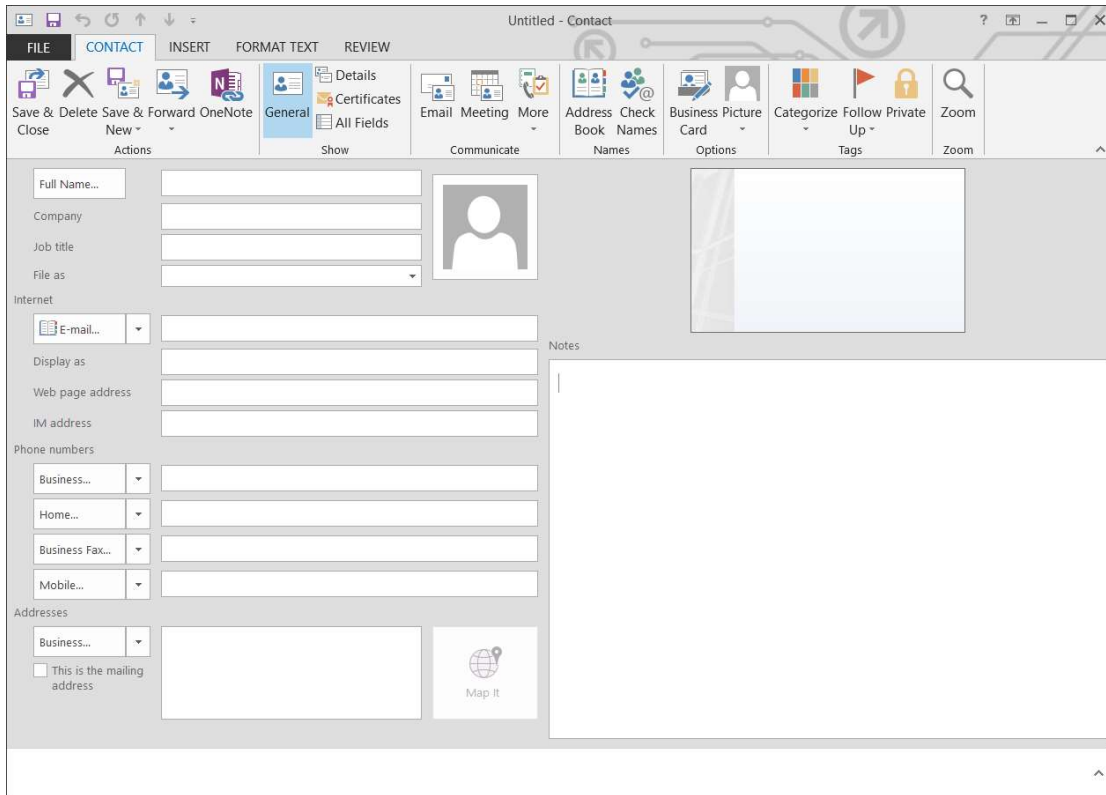 Untitled - Contact
?
FILE CONTACT INSERT FORMAT TEXT REVIEW
Save & Close
Delete
Save & New
Forward
OneNote
General
Details
Certificates
All Fields
Email
Meeting
More
Address Book
Check Names
Business Card
Picture
Categorize
Follow Up
Private
Zoom
Actions Show Communicate Names Options Tags Zoom
Full Name...
Company
Job title
File as
Internet
E-mail...
Display as
Web page address
IM address
Phone numbers
Business...
Home...
Business Fax...
Mobile...
Addresses
Business...
This is the mailing
address
Map It
Notes